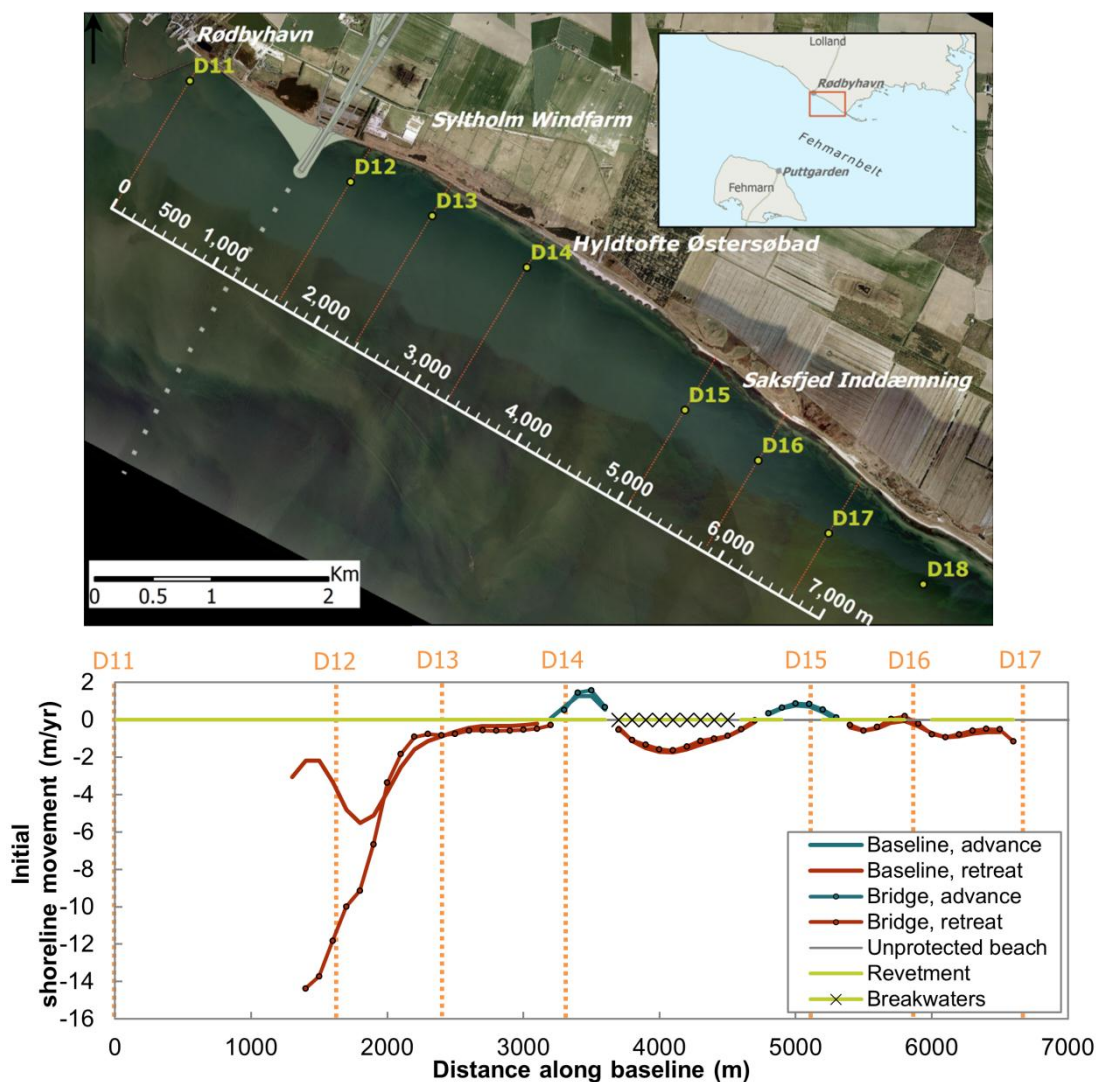 Rødbyhavn
D11
Syltholm Windfarm
D12
D13
Hyldtofte Østersøbad
D14
Saksfjed Inddæmning
D15
D16
D17
D18
Lolland
Rødbyhavn
Fehmarnbelt
Puttgarden
Fehmarn
0
500
1,000
2,000
3,000
4,000
5,000
6,000
7,000 m
Km
0 0.5 1 2
D11 D12 D13 D14 D15 D16 D17
Initial
shoreline movement (m/yr)
2
0
-2
-4
-6
-8
-10
-12
-14
-16
Baseline, advance
Baseline, retreat
Bridge, advance
Bridge, retreat
Unprotected beach
Revetment
Breakwaters
0 1000 2000 3000 4000 5000 6000 7000
Distance along baseline (m)